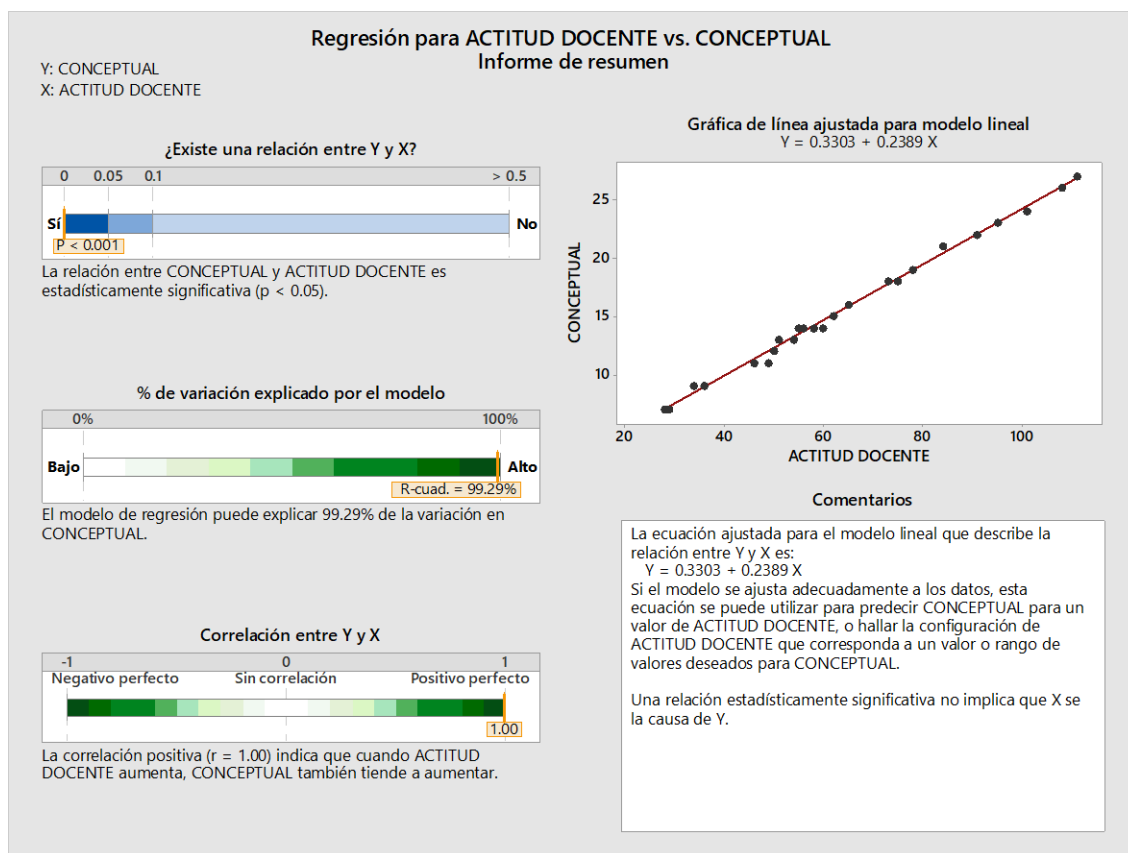 Regresión para ACTITUD DOCENTE vs. CONCEPTUAL
Informe de resumen
Y: CONCEPTUAL
X: ACTITUD DOCENTE
¿Existe una relación entre Y y X?
0 0.05 0.1 > 0.5
Sí No
P < 0.001
La relación entre CONCEPTUAL y ACTITUD DOCENTE es
estadísticamente significativa (p < 0.05).
% de variación explicado por el modelo
0% 100%
Bajo Alto
R-cuad. = 99.29%
El modelo de regresión puede explicar 99.29% de la variación en
CONCEPTUAL.
Correlación entre Y y X
-1 0 1
Negativo perfecto Sin correlación Positivo perfecto
1.00
La correlación positiva (r = 1.00) indica que cuando ACTITUD
DOCENTE aumenta, CONCEPTUAL también tiende a aumentar.
Gráfica de línea ajustada para modelo lineal
Y = 0.3303 + 0.2389 X
25
20
15
10
CONCEPTUAL
20 40 60 80 100
ACTITUD DOCENTE
Comentarios
La ecuación ajustada para el modelo lineal que describe la
relación entre Y y X es:
Y = 0.3303 + 0.2389 X
Si el modelo se ajusta adecuadamente a los datos, esta
ecuación se puede utilizar para predecir CONCEPTUAL para un
valor de ACTITUD DOCENTE, o hallar la configuración de
ACTITUD DOCENTE que corresponda a un valor o rango de
valores deseados para CONCEPTUAL.
Una relación estadísticamente significativa no implica que X se
la causa de Y.